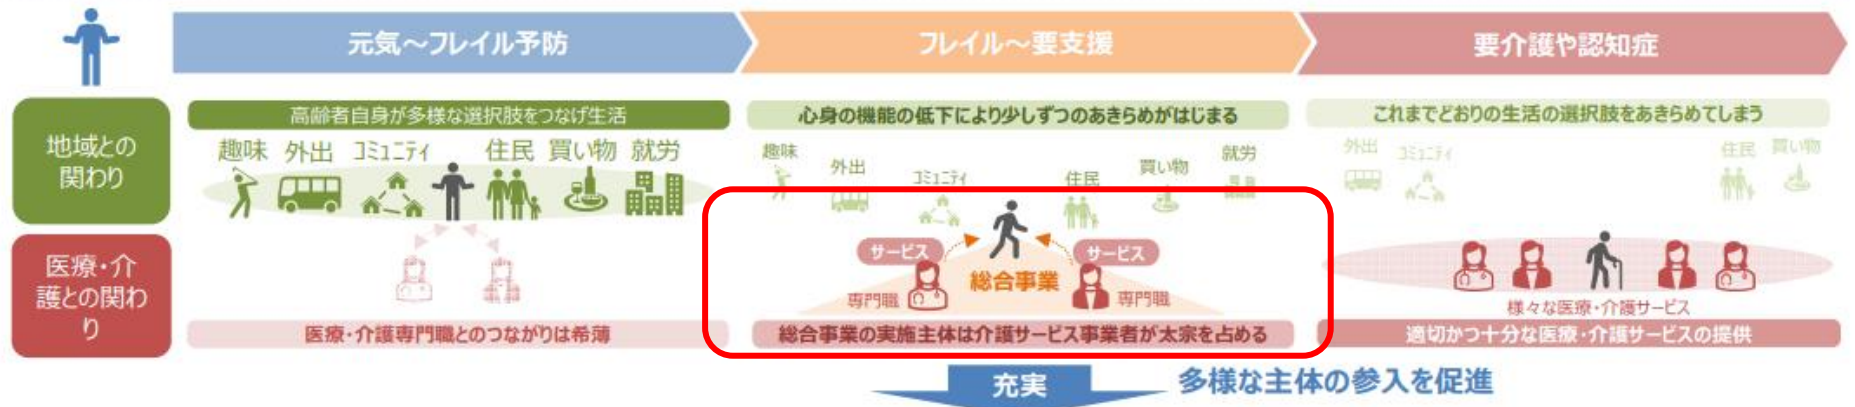 元気～フレイル予防
フレイル～要支援
要介護や認知症
地域との
関わり
高齢者自身が多様な選択肢をつなげ生活
趣味 外出 コミュニティ 住民 買い物 就労
心身の機能の低下により少しずつのあきらめがはじまる
趣味 外出 コミュニティ 住民 買い物 就労
これまでどおりの生活の選択肢をあきらめてしまう
外出 コミュニティ 住民 買い物
医療・介
護との関わ
り
医療・介護専門職とのつながりは希薄
サービス サービス
専門職 総合事業 専門職
総合事業の実施主体は介護サービス事業者が太宗を占める
様々な医療・介護サービス
適切かつ十分な医療・介護サービスの提供
充実
多様な主体の参入を促進